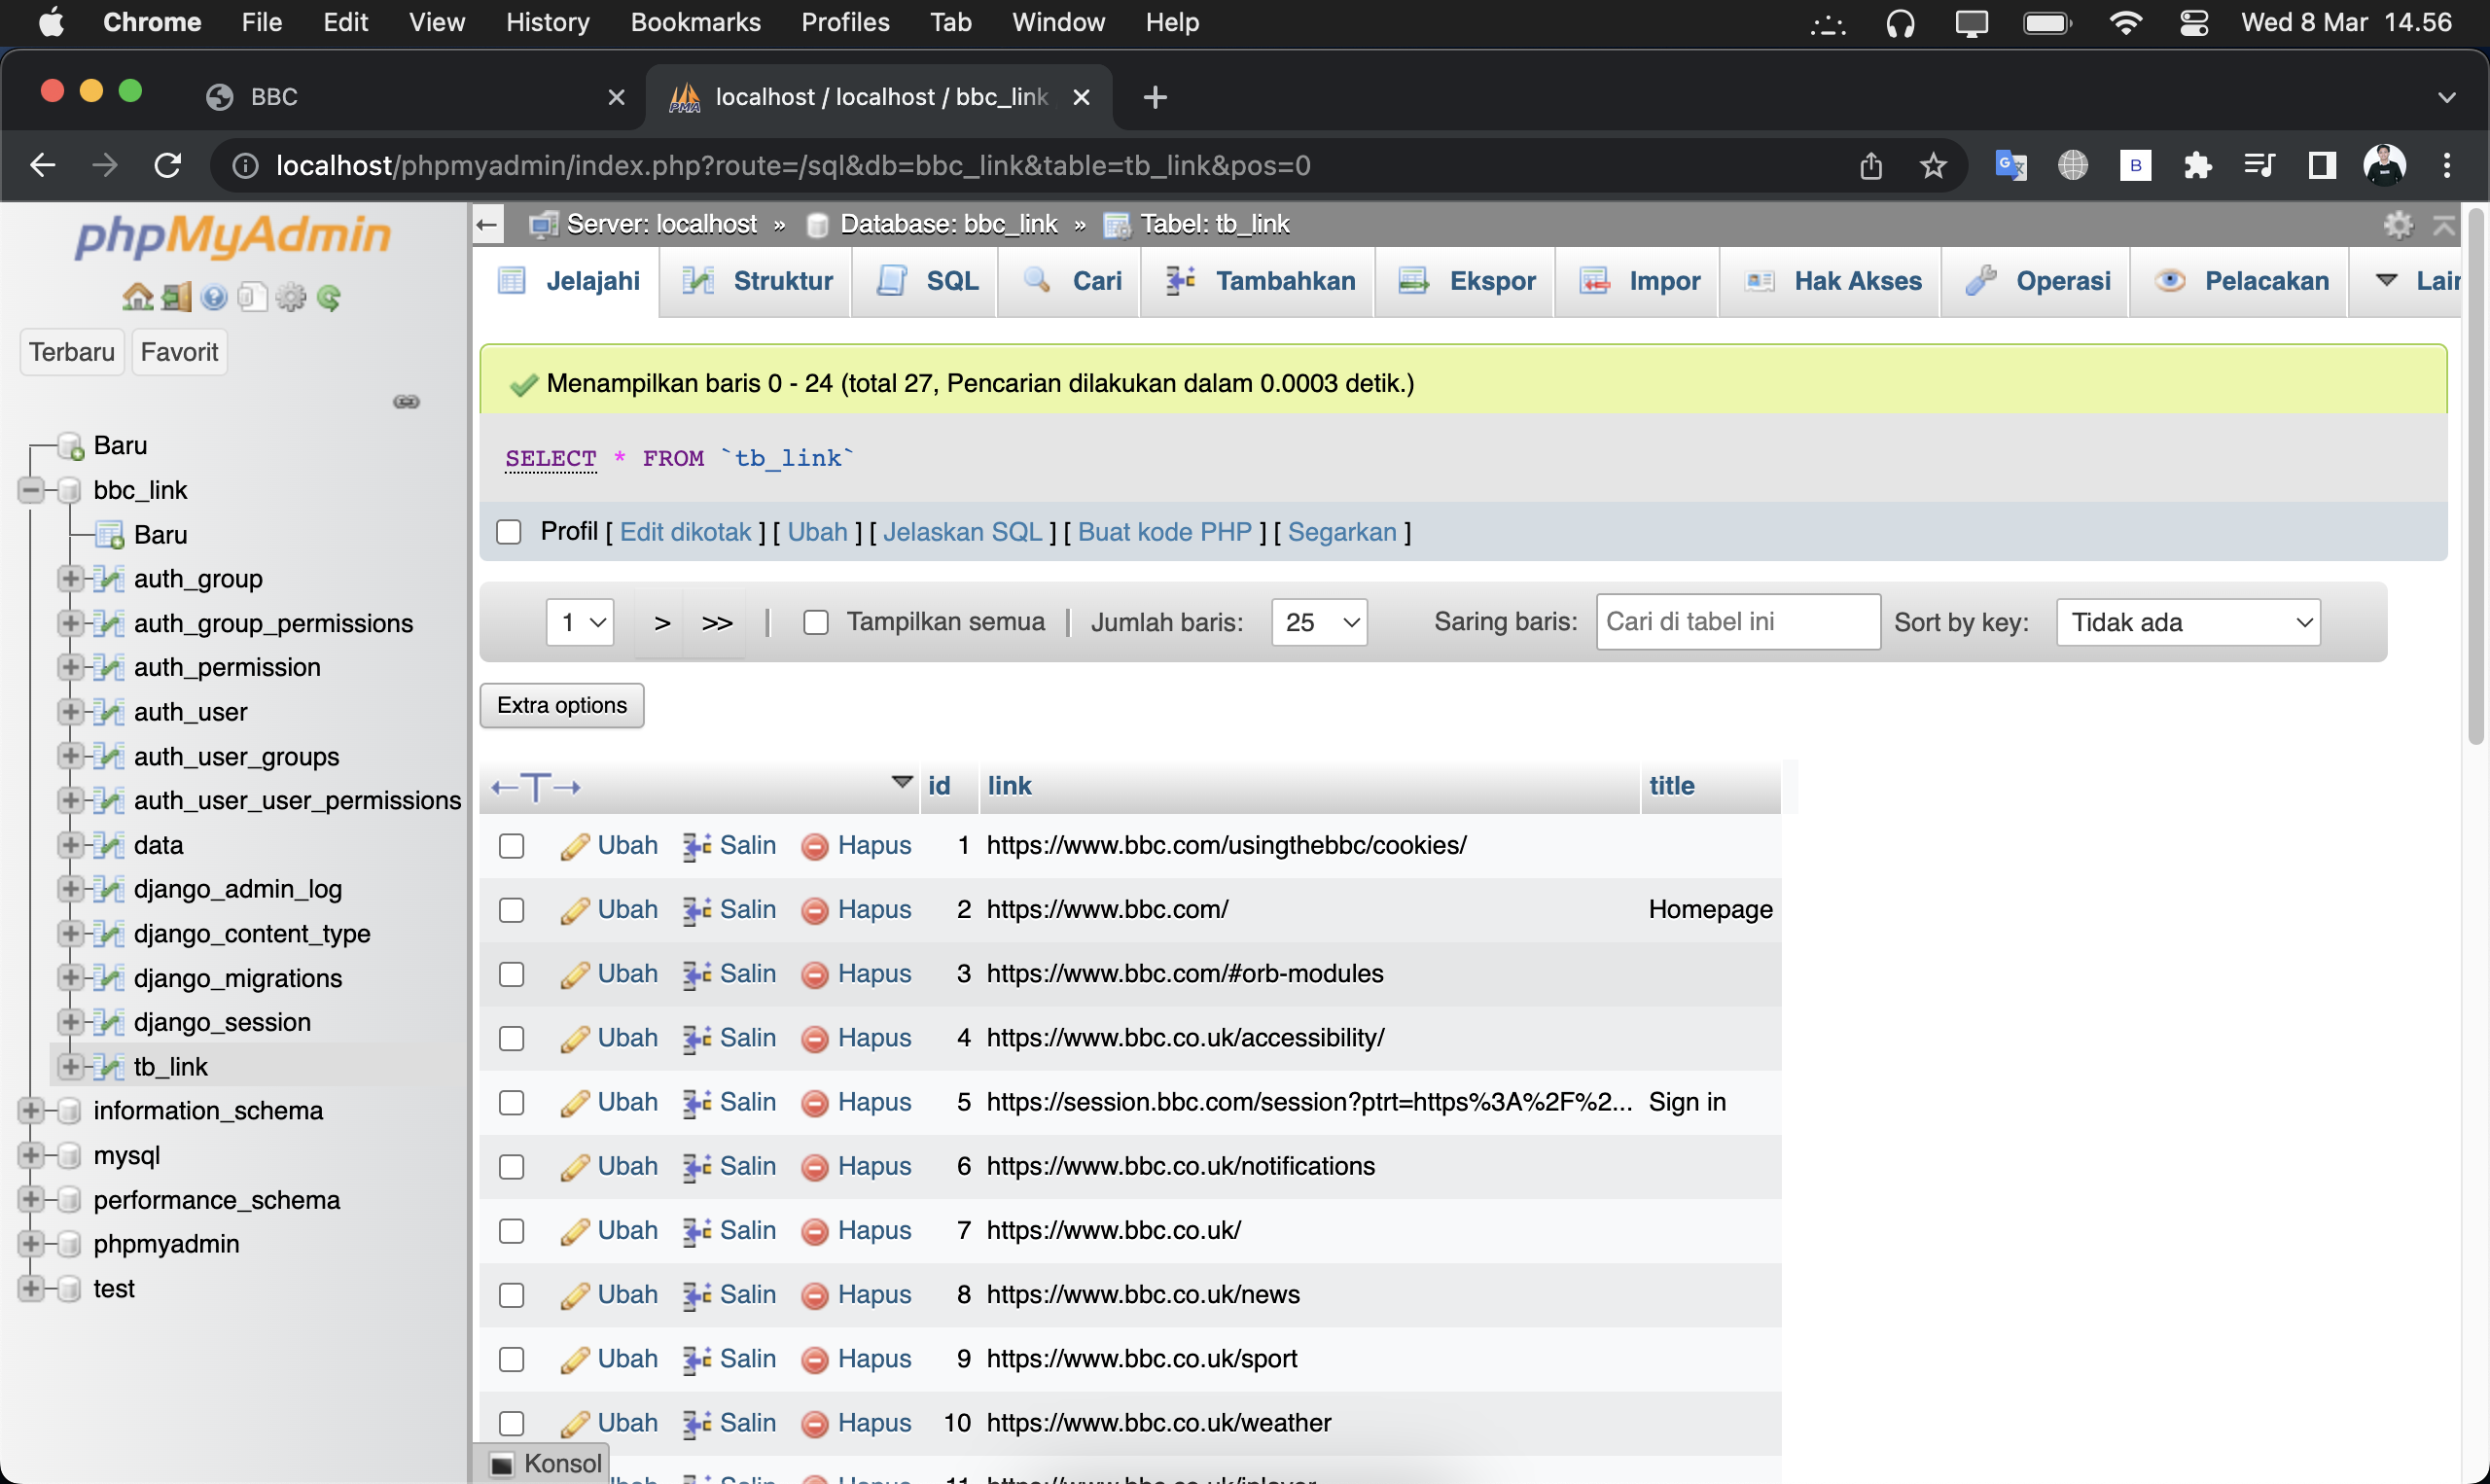 Chrome File Edit View History Bookmarks Profiles Tab Window Help Wed 8 Mar 14.56
BBC
localhost / localhost / bbc_link
localhost/phpmyadmin/index.php?route=/sql&db=bbc_link&table=tb_link&pos=0
phpMyAdmin
Terbaru Favorit
Baru
bbc_link
Baru
auth_group
auth_group_permissions
auth_permission
auth_user
auth_user_groups
auth_user_user_permissions
data
django_admin_log
django_content_type
django_migrations
django_session
tb_link
information_schema
mysql
performance_schema
phpmyadmin
test
Server: localhost » Database: bbc_link » Tabel: tb_link
Jelajahi Struktur SQL Cari Tambahkan Ekspor Impor Hak Akses Operasi Pelacakan
Menampilkan baris 0 - 24 (total 27, Pencarian dilakukan dalam 0.0003 detik.)
SELECT * FROM `tb_link`
Profil [ Edit dikotak ] [ Ubah ] [ Jelaskan SQL ] [ Buat kode PHP ] [ Segarkan ]
1 > >> | Tampilkan semua | Jumlah baris: 25 Saring baris: Cari di tabel ini Sort by key: Tidak ada
Extra options
←T→ id link title
Ubah Salin Hapus 1 https://www.bbc.com/usingthebbc/cookies/
Ubah Salin Hapus 2 https://www.bbc.com/ Homepage
Ubah Salin Hapus 3 https://www.bbc.com/#orb-modules
Ubah Salin Hapus 4 https://www.bbc.co.uk/accessibility/
Ubah Salin Hapus 5 https://session.bbc.com/session?ptrt=https%3A%2F%2... Sign in
Ubah Salin Hapus 6 https://www.bbc.co.uk/notifications
Ubah Salin Hapus 7 https://www.bbc.co.uk/
Ubah Salin Hapus 8 https://www.bbc.co.uk/news
Ubah Salin Hapus 9 https://www.bbc.co.uk/sport
Ubah Salin Hapus 10 https://www.bbc.co.uk/weather
Konsol